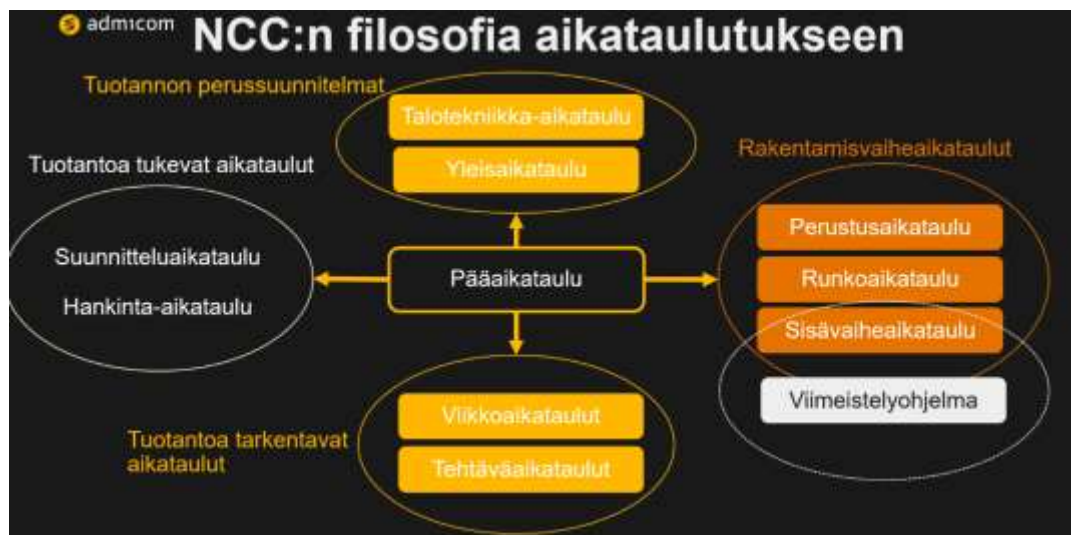 admicom
NCC:n filosofia aikataulutukseen
Tuotannon perussuunnitelmat
Talotekniikka-aikataulu
Yleisaikataulu
Tuotantoa tukevat aikataulut
Suunnitteluaikataulu
Hankinta-aikataulu
Pääaikataulu
Rakentamisvaiheaikataulut
Perustusaikataulu
Runkoaikataulu
Sisävaiheaikataulu
Viimeistelyohjelma
Tuotantoa tarkentavat
aikataulut
Viikkoaikataulut
Tehtäväaikataulut